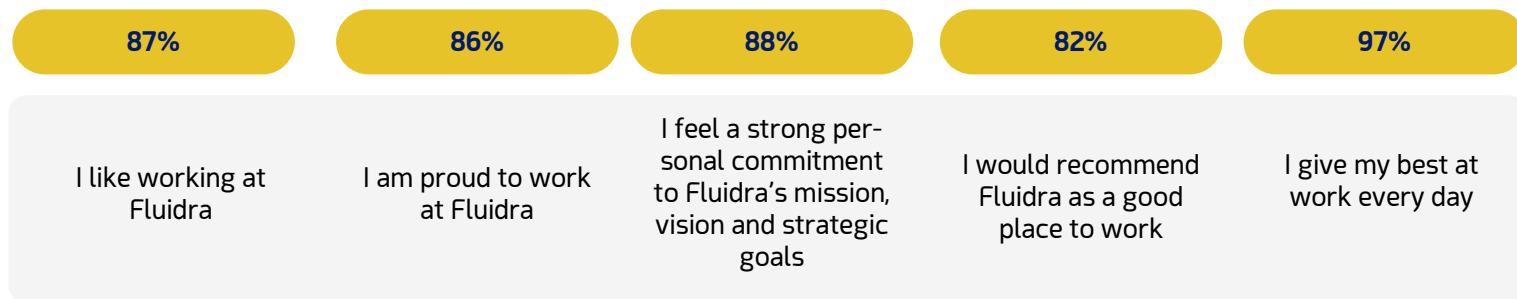 87%
86%
88%
82%
97%
I like working at
Fluidra
I am proud to work
at Fluidra
I feel a strong per-
sonal commitment
to Fluidra's mission,
vision and strategic
goals
I would recommend
Fluidra as a good
place to work
I give my best at
work every day